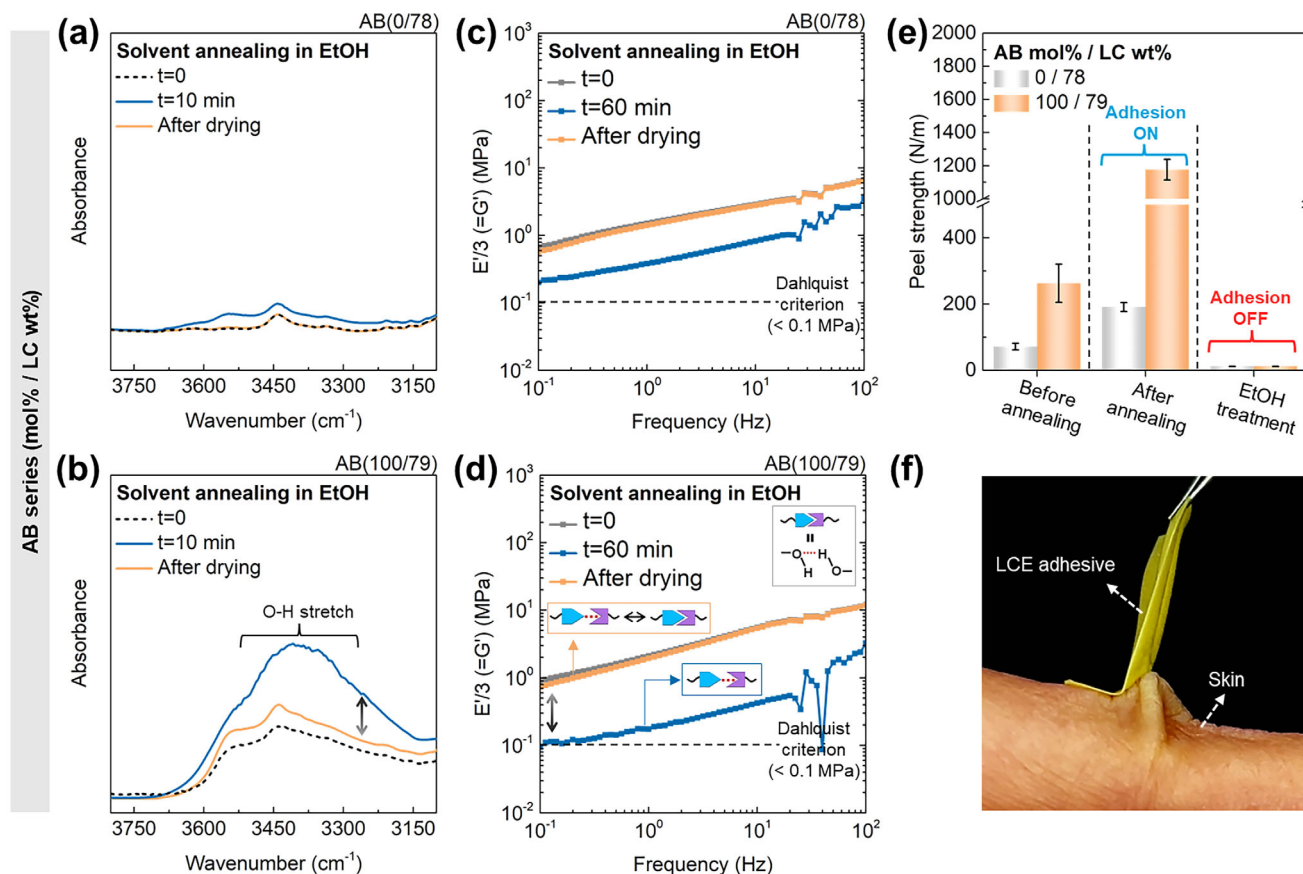 AB series (mol% / LC wt%)
(a)
AB(0/78)
Solvent annealing in EtOH
t=0
t=10 min
After drying
Absorbance
3750 3600 3450 3300 3150
Wavenumber (cm⁻¹)
(b)
AB(100/79)
Solvent annealing in EtOH
t=0
t=10 min
After drying
O-H stretch
Absorbance
3750 3600 3450 3300 3150
Wavenumber (cm⁻¹)
(c)
AB(0/78)
Solvent annealing in EtOH
t=0
t=60 min
After drying
E'/3 (=G') (MPa)
10³
10²
10¹
10⁰
10⁻¹
10⁻²
Dahlquist
criterion
(< 0.1 MPa)
10⁻¹ 10⁰ 10¹ 10²
Frequency (Hz)
(d)
AB(100/79)
Solvent annealing in EtOH
t=0
t=60 min
After drying
O H
H O
E'/3 (=G') (MPa)
10³
10²
10¹
10⁰
10⁻¹
10⁻²
Dahlquist
criterion
(< 0.1 MPa)
10⁻¹ 10⁰ 10¹ 10²
Frequency (Hz)
(e)
AB mol% / LC wt%
0 / 78
100 / 79
Adhesion
ON
Adhesion
OFF
Peel strength (N/m)
2000
1800
1600
1400
1200
1000
400
200
0
Before
annealing
After
annealing
EtOH
treatment
(f)
LCE adhesive
Skin